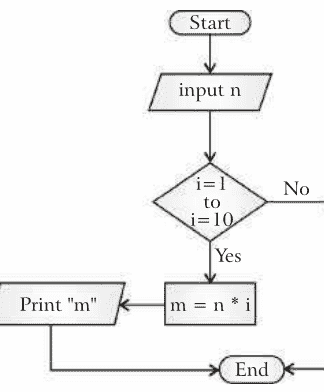 Start
input n
i=1
to
i=10
No
Yes
Print "m"
m = n * i
End